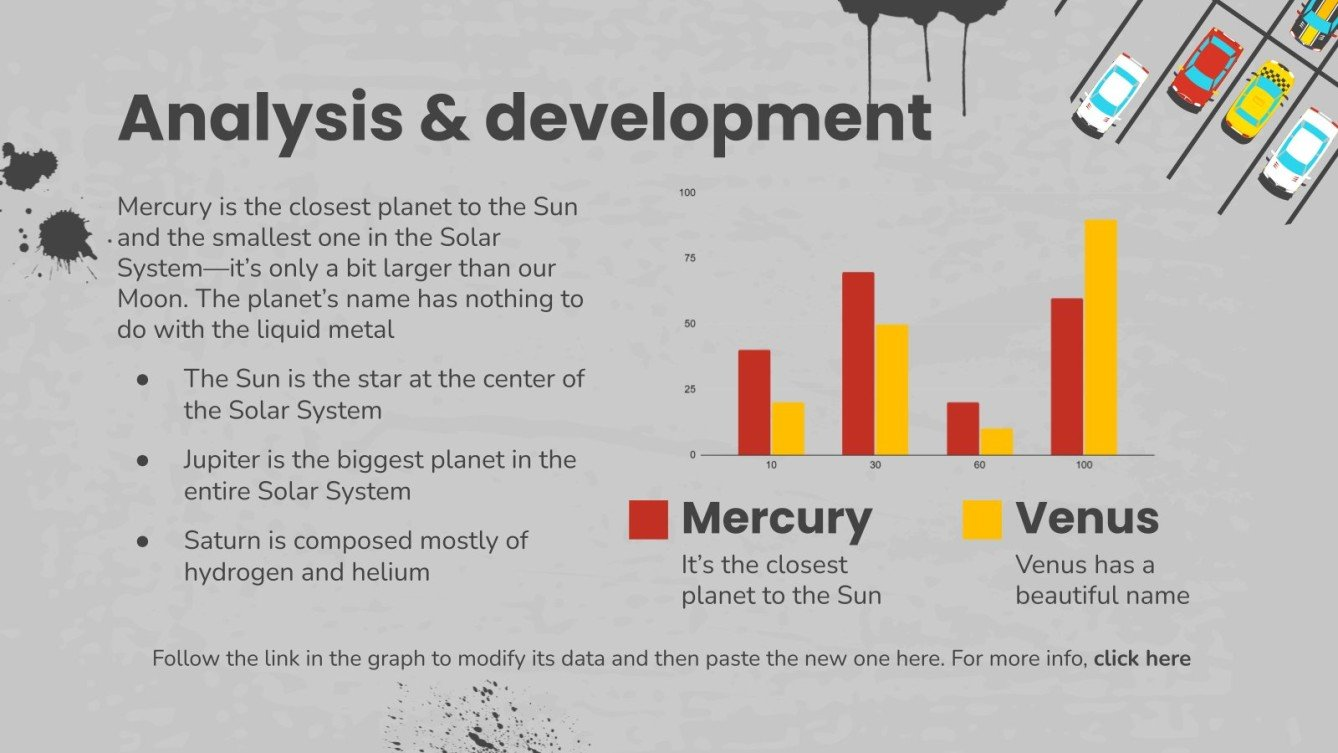 Analysis & development
Mercury is the closest planet to the Sun
and the smallest one in the Solar
System—it’s only a bit larger than our
Moon. The planet’s name has nothing to
do with the liquid metal
● The Sun is the star at the center of
the Solar System
● Jupiter is the biggest planet in the
entire Solar System
● Saturn is composed mostly of
hydrogen and helium
100
75
50
25
0
10 30 60 100
Mercury
It’s the closest
planet to the Sun
Venus
Venus has a
beautiful name
Follow the link in the graph to modify its data and then paste the new one here. For more info, click here